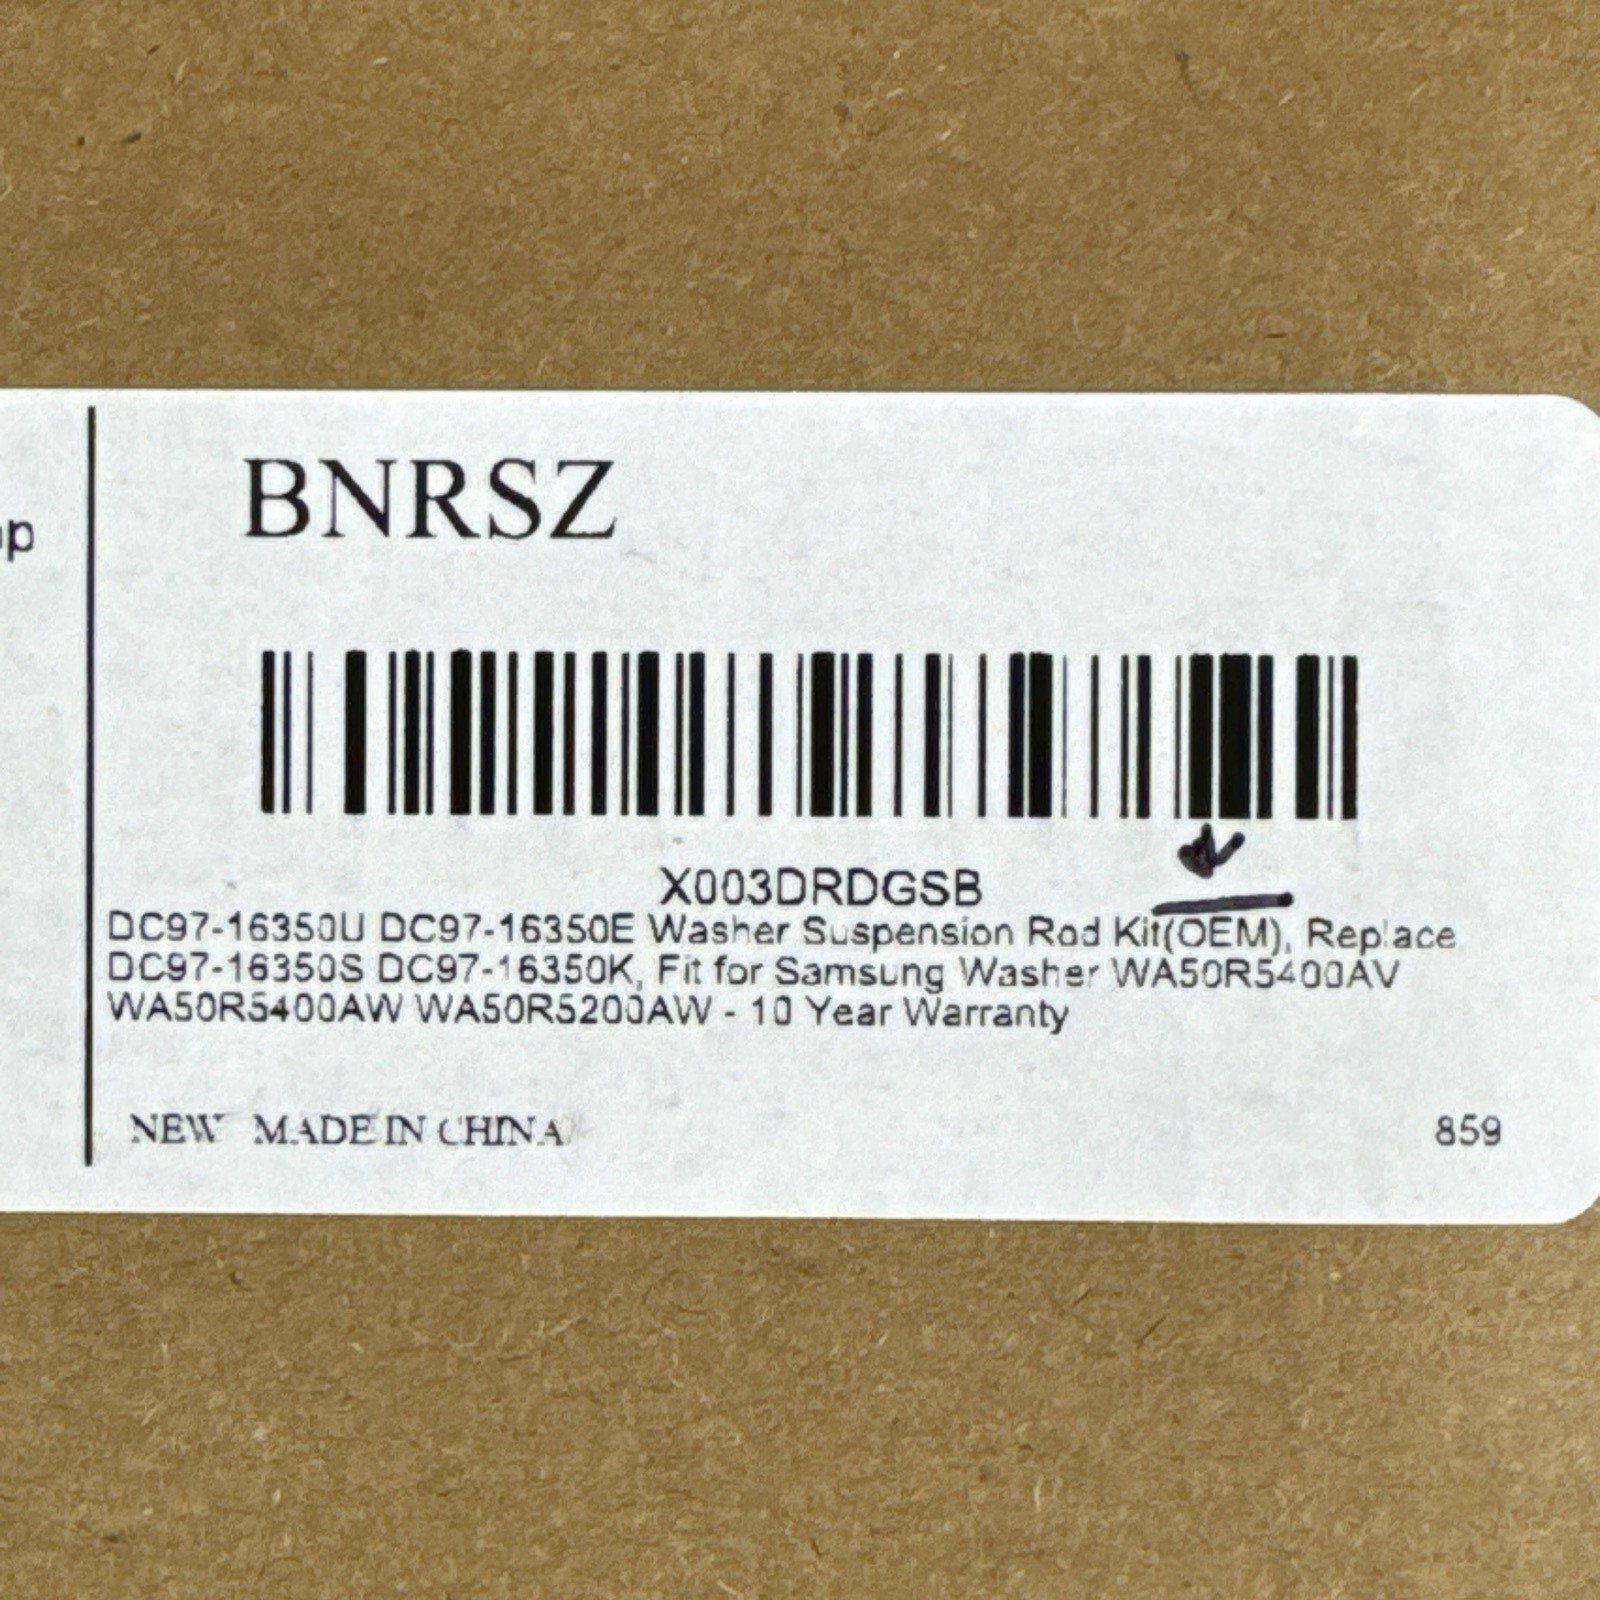 BNRSZ
X003DRDGSB
DC97-16350U DC97-16350E Washer Suspension Rod Kit(OEM), Replace
DC97-16350S DC97-16350K, Fit for Samsung Washer WA50R5400AV
WA50R5400AW WA50R5200AW - 10 Year Warranty
NEW MADE IN CHINA
859